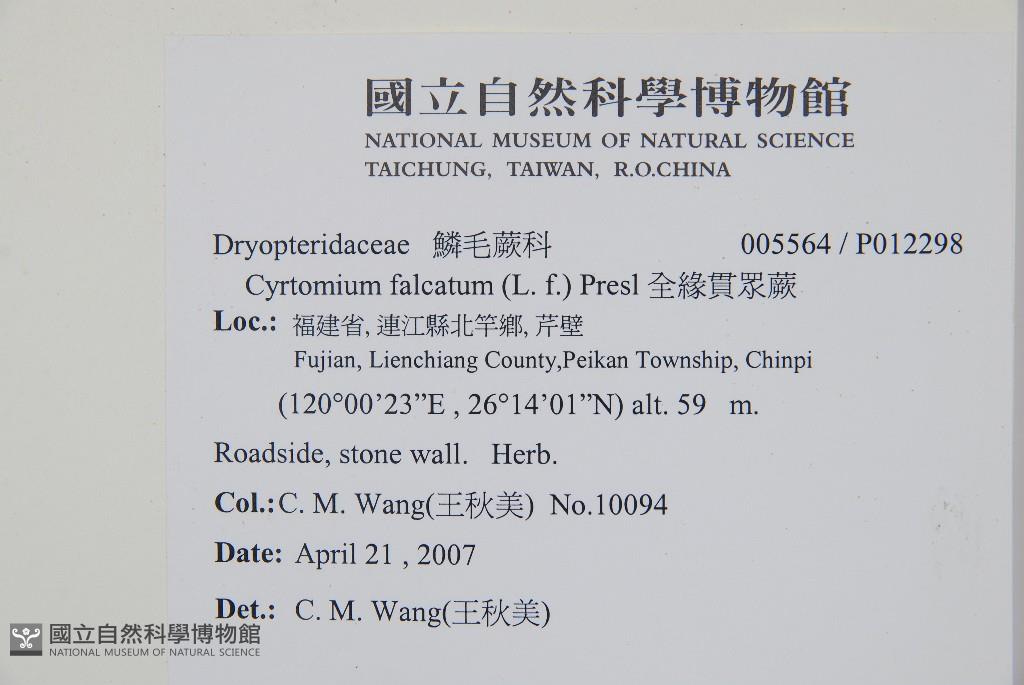 國立自然科學博物館
NATIONAL MUSEUM OF NATURAL SCIENCE
TAICHUNG, TAIWAN, R.O.CHINA
Dryopteridaceae 鱗毛蕨科 005564 / P012298
Cyrtomium falcatum (L. f.) Presl 全緣貫眾蕨
Loc.: 福建省, 連江縣北竿鄉, 芹壁
Fujian, Lienchiang County,Peikan Township, Chinpi
(120°00’23”E , 26°14’01”N) alt. 59 m.
Roadside, stone wall. Herb.
Col.:C. M. Wang(王秋美) No.10094
Date: April 21 , 2007
Det.: C. M. Wang(王秋美)
國立自然科學博物館
NATIONAL MUSEUM OF NATURAL SCIENCE